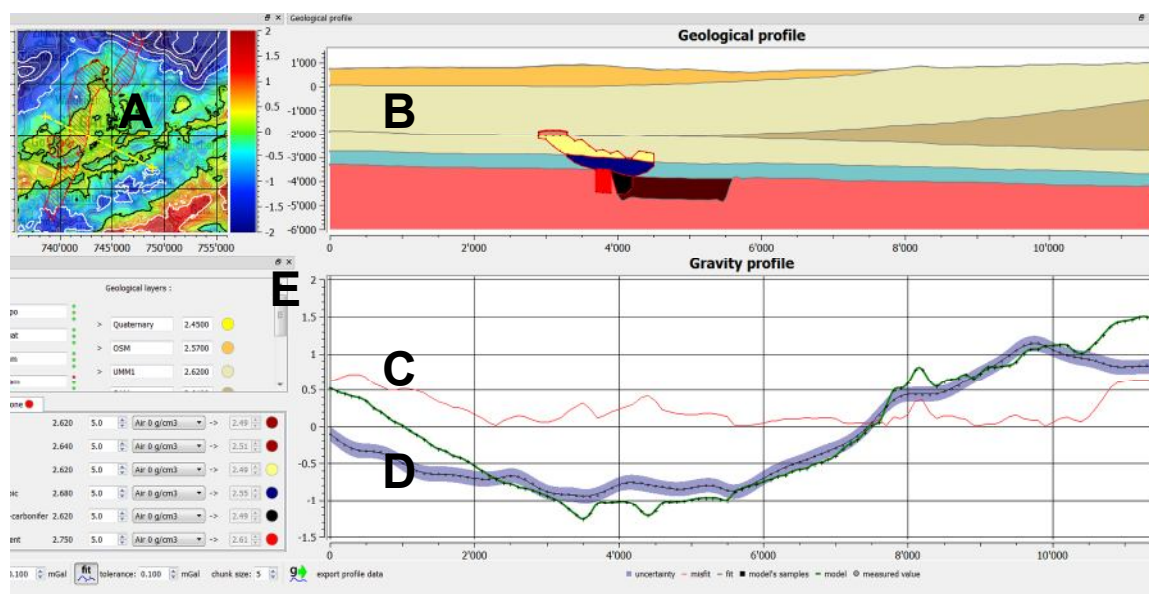 Geological profile
Geological profile
A
2
1.5
1
0.5
0
-0.5
-1
-1.5
-2
740'000 745'000 750'000 755'000
B
1'000
0
-1'000
-2'000
-3'000
-4'000
-5'000
-6'000
0 2'000 4'000 6'000 8'000 10'000
Gravity profile
E
Geological layers :
po
at
m
> Quaternary 2.4500
> OSM 2.5700
> UMM1 2.6200
one
2.620 5.0 Air 0 g/cm3 -> 2.49
2.640 5.0 Air 0 g/cm3 -> 2.51
2.620 5.0 Air 0 g/cm3 -> 2.49
ic 2.680 5.0 Air 0 g/cm3 -> 2.55
-carbonifer 2.620 5.0 Air 0 g/cm3 -> 2.49
ent 2.750 5.0 Air 0 g/cm3 -> 2.61
0.100 mGal fit tolerance: 0.100 mGal chunk size: 5 g export profile data
C
D
2
1.5
1
0.5
0
-0.5
-1
-1.5
0 2'000 4'000 6'000 8'000 10'000
uncertainty misfit fit model's samples model measured value